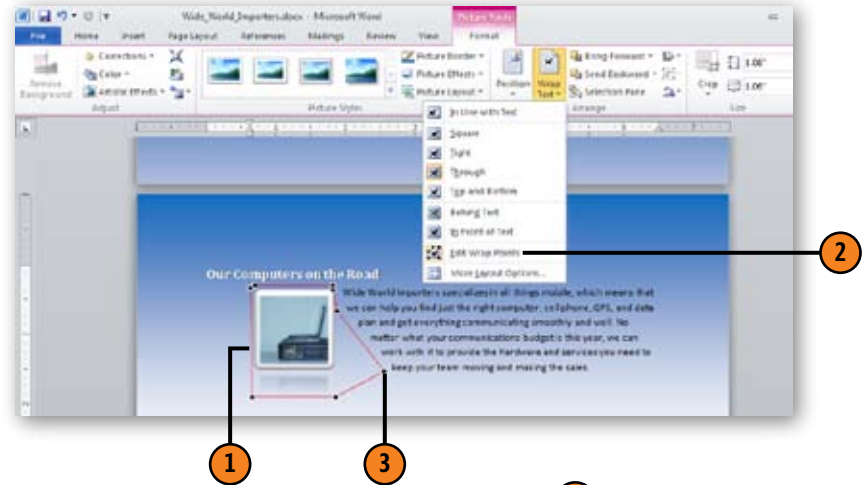 Wide_World_Importers.docx - Microsoft Word
Picture Tools
File Home Insert Page Layout References Mailings Review View Format
Remove Background
Corrections
Color
Artistic Effects
Adjust
Picture Styles
Picture Border
Picture Effects
Picture Layout
Position
Wrap Text
Bring Forward
Send Backward
Selection Pane
Arrange
Crop
1.08"
1.08"
Size
In Line with Text
Square
Tight
Through
Top and Bottom
Behind Text
In Front of Text
Edit Wrap Points
More Layout Options...
2
Our Computers on the Road
Wide World Importers specializes in all things mobile, which means that
we can help you find just the right computer, cellphone, GPS, and data
plan and get everything communicating smoothly and well. No
matter what your communications budget is this year, we can
work with it to provide the hardware and services you need to
keep your team moving and making the sales.
1
3